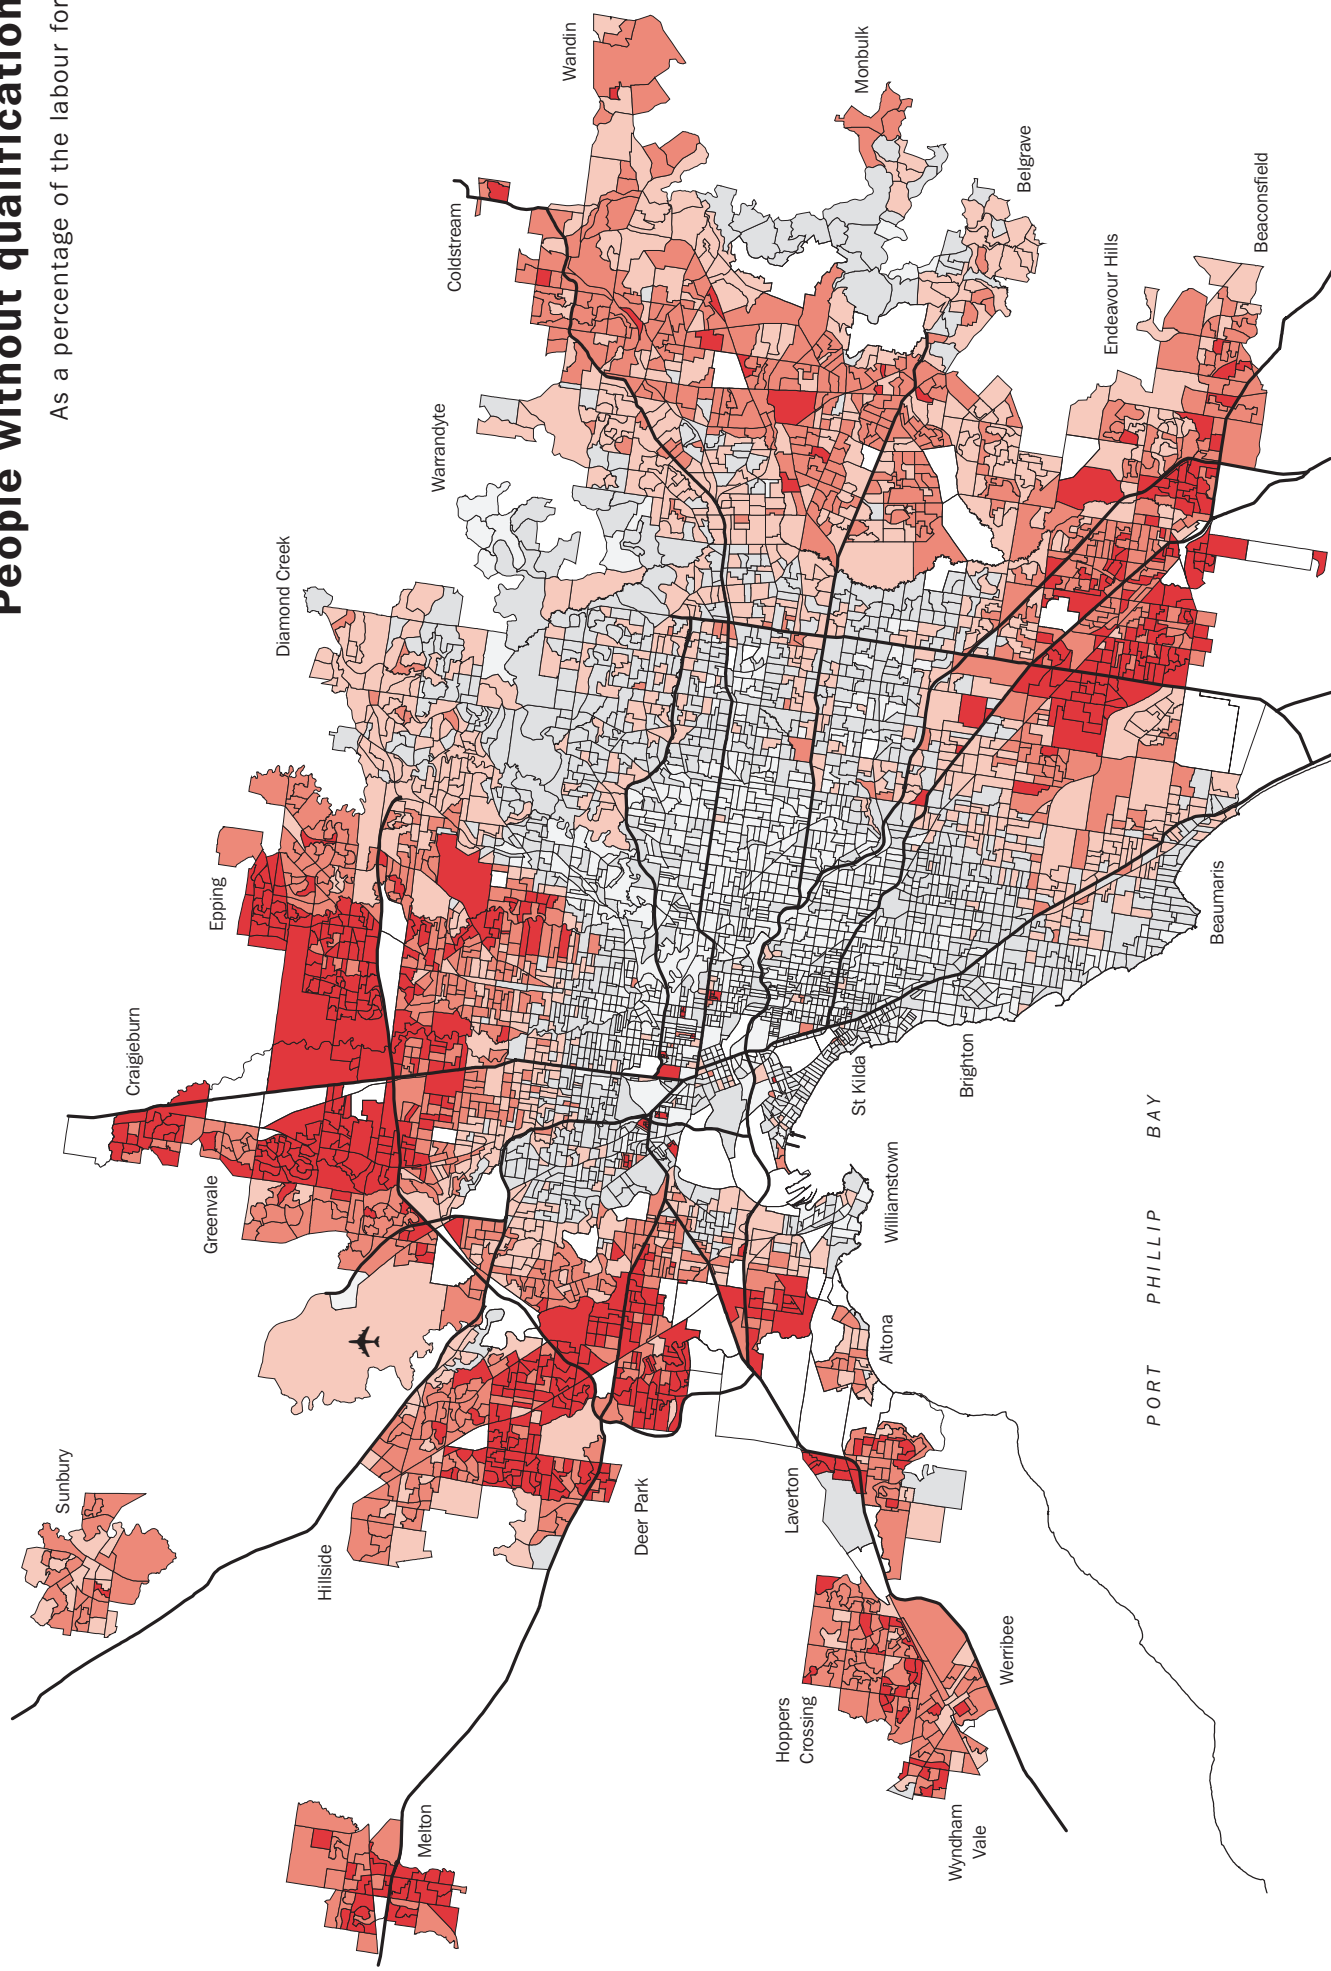 People without qualification
As a percentage of the labour for
Wandin
Monbulk
Belgrave
Coldstream
Beaconsfield
Endeavour Hills
Warrandyte
Diamond Creek
Epping
Beaumaris
Craigieburn
St Kilda
Brighton
Greenvale
Williamstown
PORT PHILLIP BAY
Altona
Sunbury
Deer Park
Laverton
Hillside
Werribee
Hoppers
Crossing
Melton
Wyndham
Vale